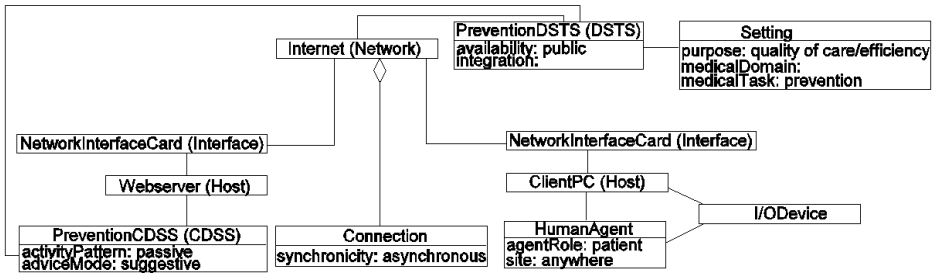 PreventionDSTS (DSTS)
availability: public
integration:
Setting
purpose: quality of care/efficiency
medicalDomain:
medicalTask: prevention
Internet (Network)
NetworkInterfaceCard (Interface)
NetworkInterfaceCard (Interface)
Webserver (Host)
ClientPC (Host)
I/ODevice
PreventionCDSS (CDSS)
activityPattern: passive
adviceMode: suggestive
Connection
synchronicity: asynchronous
HumanAgent
agentRole: patient
site: anywhere